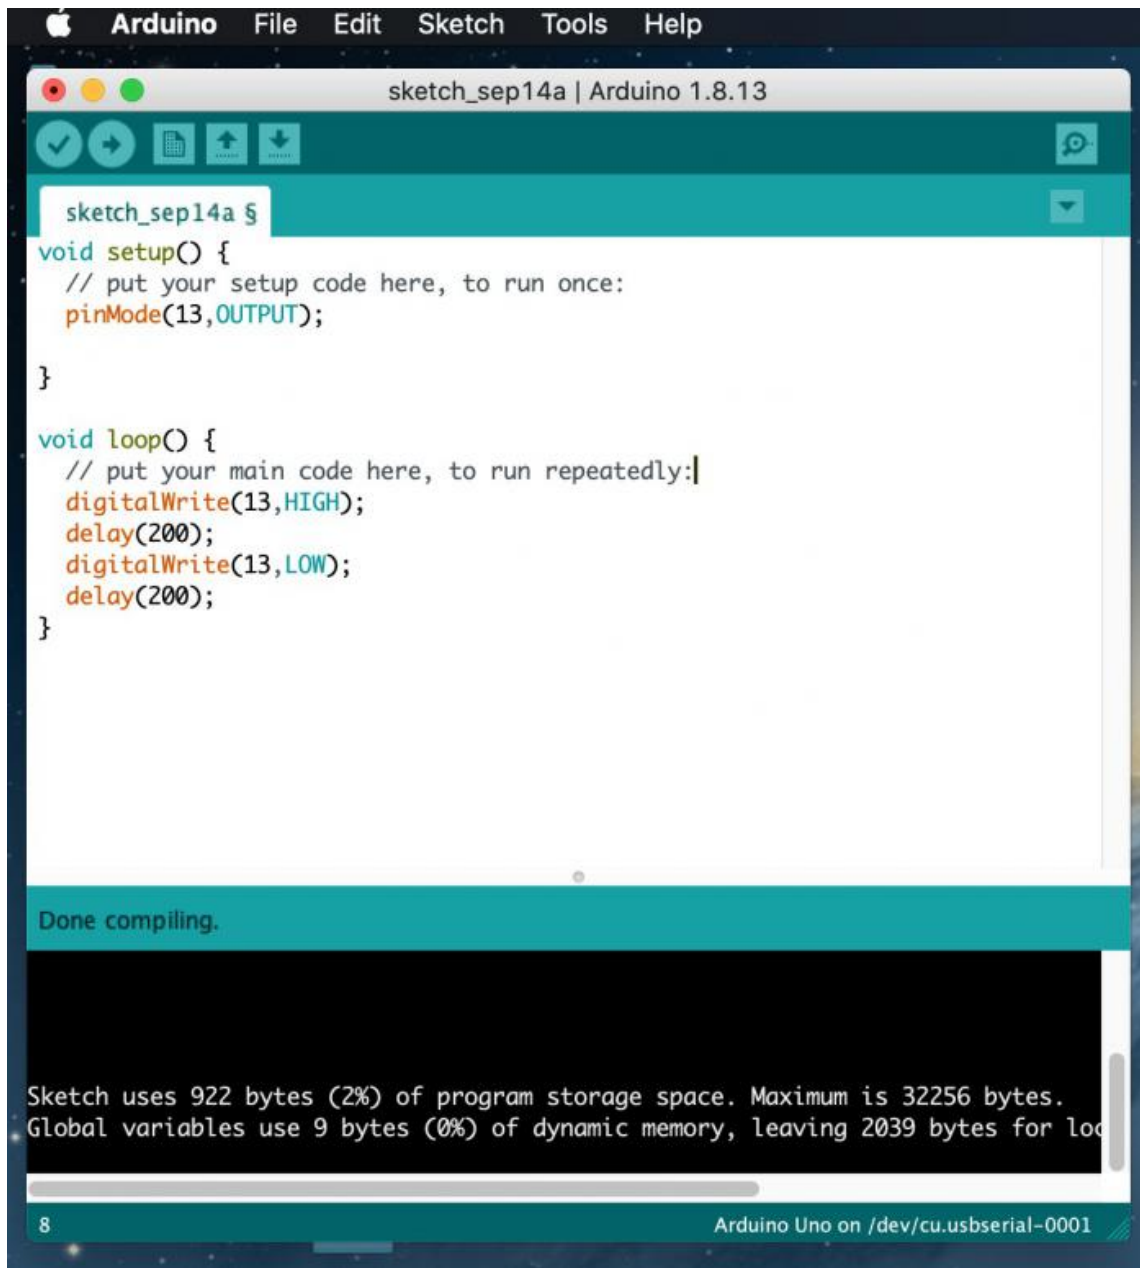 Arduino File Edit Sketch Tools Help
sketch_sep14a | Arduino 1.8.13
sketch_sep14a §
void setup() {
  // put your setup code here, to run once:
  pinMode(13,OUTPUT);
}
void loop() {
  // put your main code here, to run repeatedly:
  digitalWrite(13,HIGH);
  delay(200);
  digitalWrite(13,LOW);
  delay(200);
}
Done compiling.
Sketch uses 922 bytes (2%) of program storage space. Maximum is 32256 bytes.
Global variables use 9 bytes (0%) of dynamic memory, leaving 2039 bytes for
8 Arduino Uno on /dev/cu.usbserial-0001